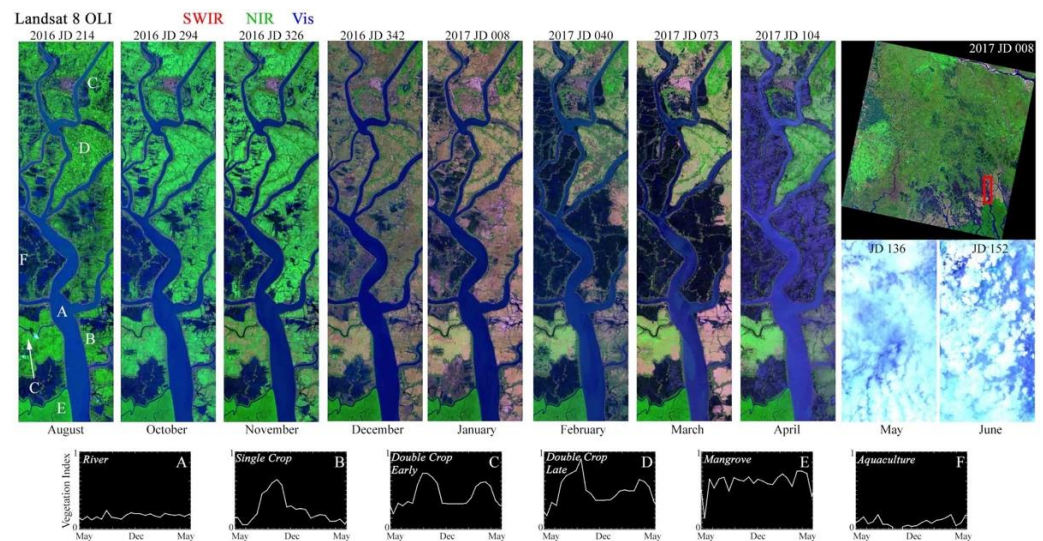 Landsat 8 OLI SWIR NIR Vis
2016 JD 214 2016 JD 294 2016 JD 326 2016 JD 342 2017 JD 008 2017 JD 040 2017 JD 073 2017 JD 104 2017 JD 008
C
D
F
A
B
N
C
E
JD 136 JD 152
August October November December January February March April May June
Vegetation Index
1
0
River A
May Dec May
1
0
Single Crop B
May Dec May
1
0
Double Crop C
Early
May Dec May
1
0
Double Crop D
Late
May Dec May
1
0
Mangrove E
May Dec May
1
0
Aquaculture F
May Dec May